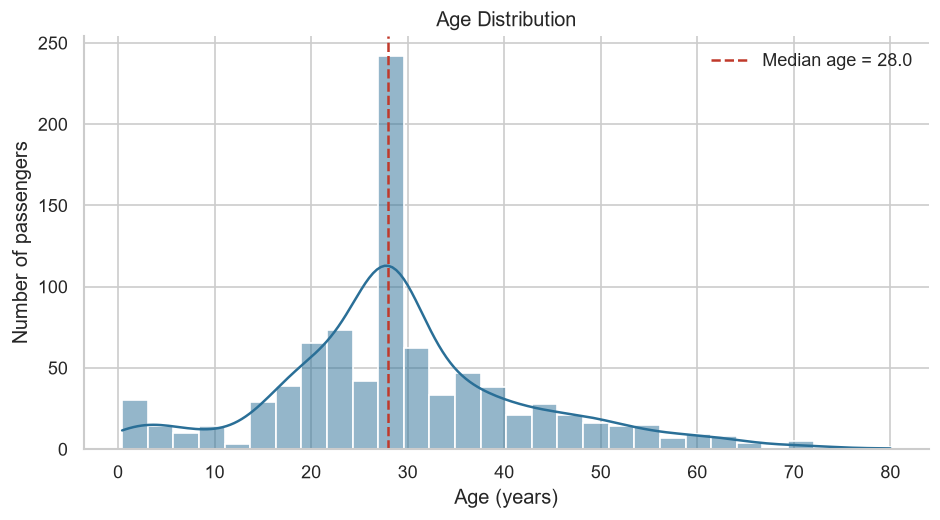 Age Distribution
Median age = 28.0
Number of passengers
250
200
150
100
50
0
0 10 20 30 40 50 60 70 80
Age (years)